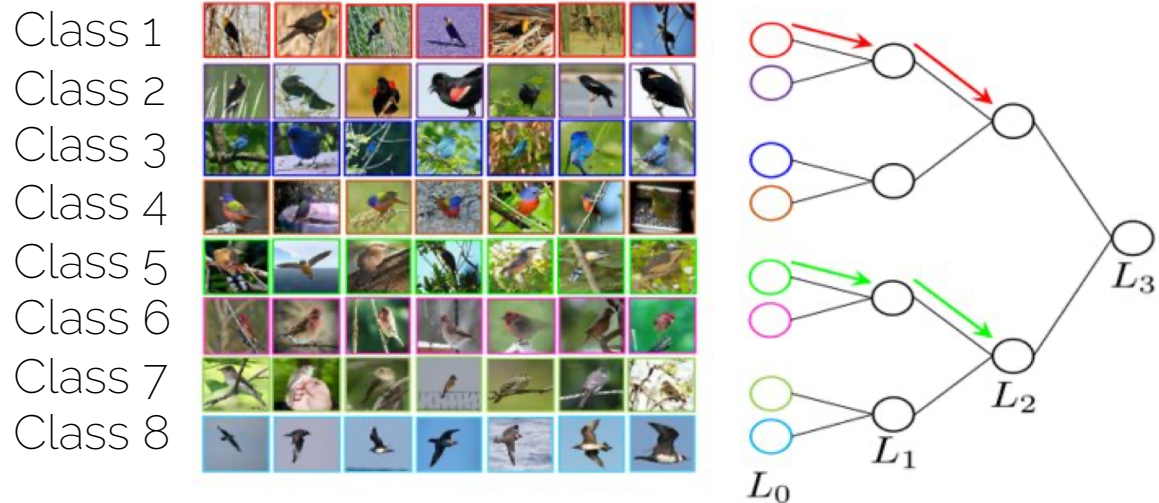 Class 1
Class 2
Class 3
Class 4
Class 5
Class 6
Class 7
Class 8
L₃
L₂
L₁
L₀